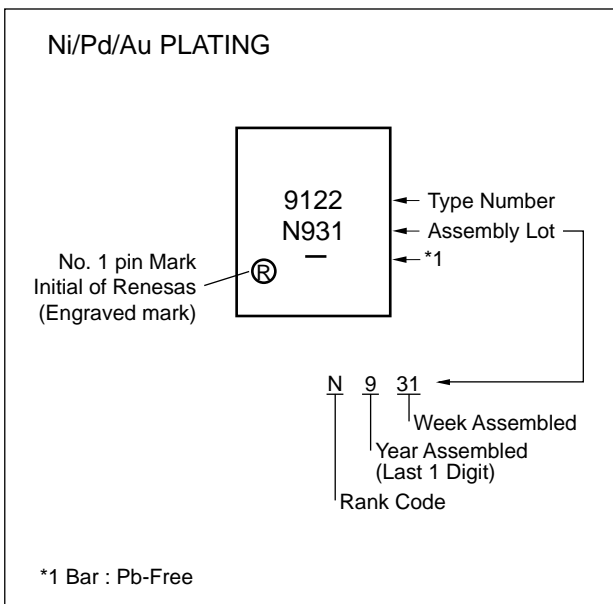 Ni/Pd/Au PLATING
9122
N931
Type Number
Assembly Lot
*1
No. 1 pin Mark
Initial of Renesas
(Engraved mark)
R
N 9 31
Week Assembled
Year Assembled
(Last 1 Digit)
Rank Code
*1 Bar : Pb-Free